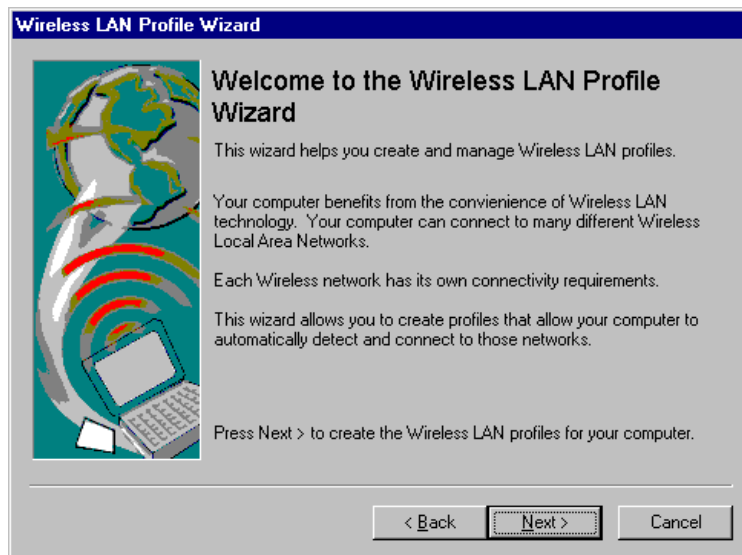 Wireless LAN Profile Wizard
Welcome to the Wireless LAN Profile
Wizard
This wizard helps you create and manage Wireless LAN profiles.
Your computer benefits from the convienience of Wireless LAN
technology. Your computer can connect to many different Wireless
Local Area Networks.
Each Wireless network has its own connectivity requirements.
This wizard allows you to create profiles that allow your computer to
automatically detect and connect to those networks.
Press Next > to create the Wireless LAN profiles for your computer.
< Back
Next >
Cancel